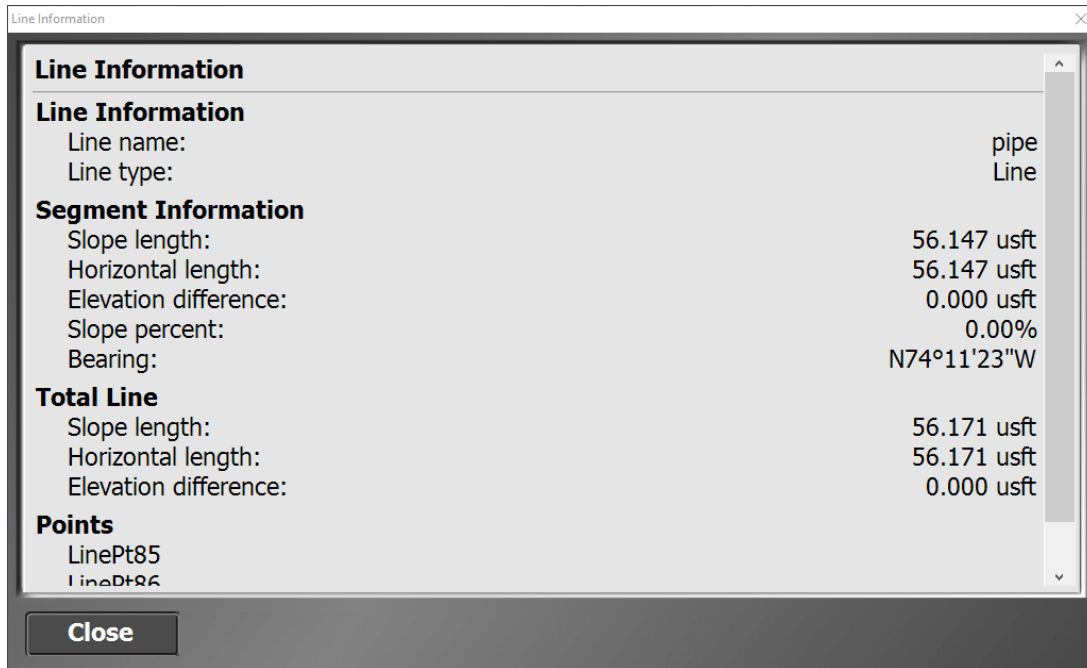 Line Information
Line Information
Line Information
Line name: pipe
Line type: Line
Segment Information
Slope length: 56.147 usft
Horizontal length: 56.147 usft
Elevation difference: 0.000 usft
Slope percent: 0.00%
Bearing: N74°11'23"W
Total Line
Slope length: 56.171 usft
Horizontal length: 56.171 usft
Elevation difference: 0.000 usft
Points
LinePt85
LinePt86
Close